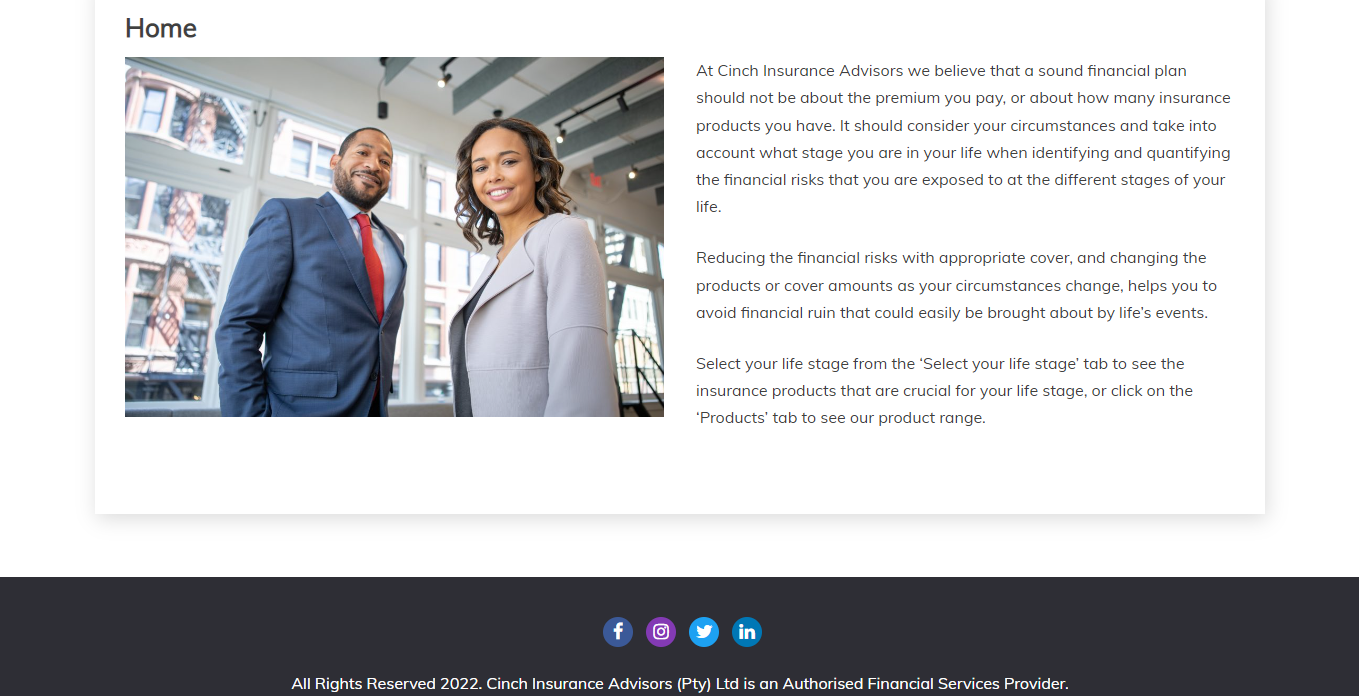 Home
At Cinch Insurance Advisors we believe that a sound financial plan
should not be about the premium you pay, or about how many insurance
products you have. It should consider your circumstances and take into
account what stage you are in your life when identifying and quantifying
the financial risks that you are exposed to at the different stages of your
life.
Reducing the financial risks with appropriate cover, and changing the
products or cover amounts as your circumstances change, helps you to
avoid financial ruin that could easily be brought about by life’s events.
Select your life stage from the ‘Select your life stage’ tab to see the
insurance products that are crucial for your life stage, or click on the
‘Products’ tab to see our product range.
All Rights Reserved 2022. Cinch Insurance Advisors (Pty) Ltd is an Authorised Financial Services Provider.